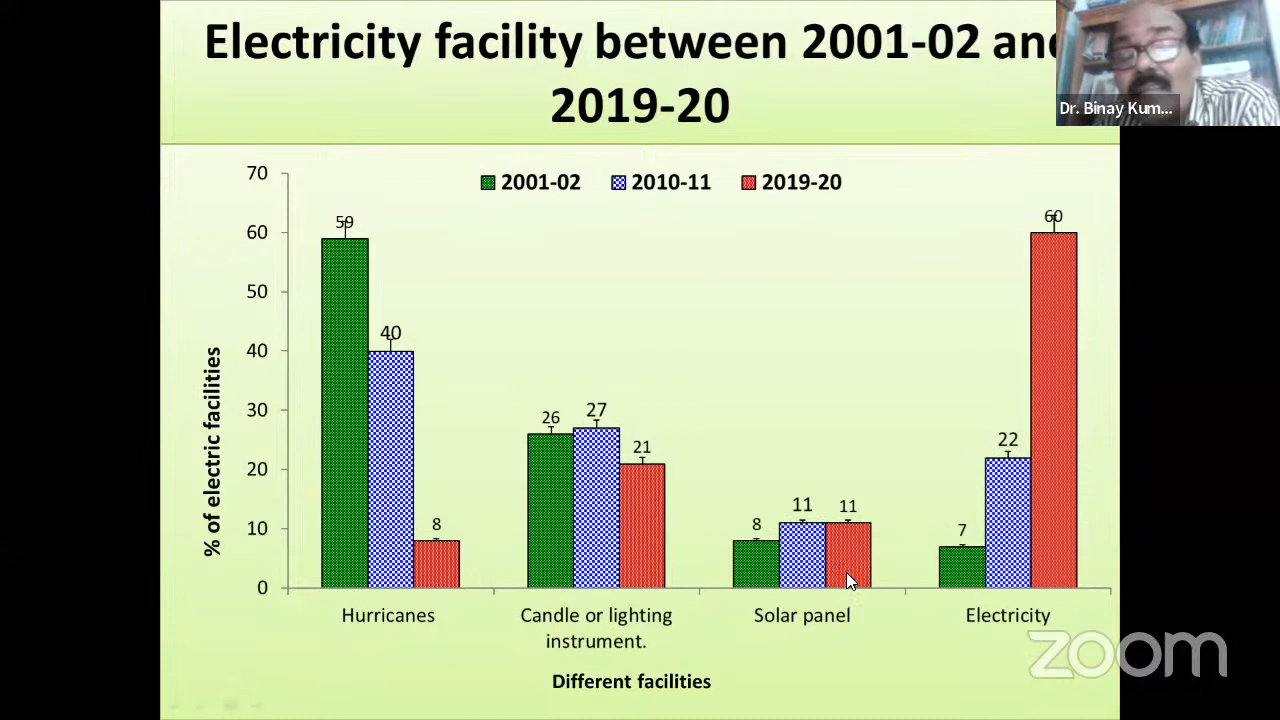 Electricity facility between 2001-02 and
2019-20
Dr. Binay Kum...
70
60
50
40
30
20
10
0
% of electric facilities
2001-02
2010-11
2019-20
59
40
8
26
27
21
8
11
11
7
22
60
Hurricanes
Candle or lighting
instrument.
Solar panel
Electricity
Different facilities
zoom